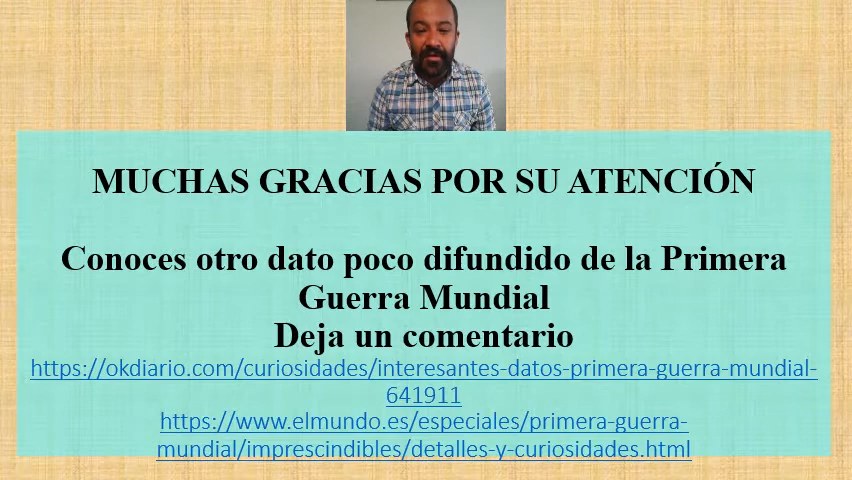 MUCHAS GRACIAS POR SU ATENCIÓN
Conoces otro dato poco difundido de la Primera
Guerra Mundial
Deja un comentario
https://okdiario.com/curiosidades/interesantes-datos-primera-guerra-mundial-
641911
https://www.elmundo.es/especiales/primera-guerra-
mundial/imprescindibles/detalles-y-curiosidades.html